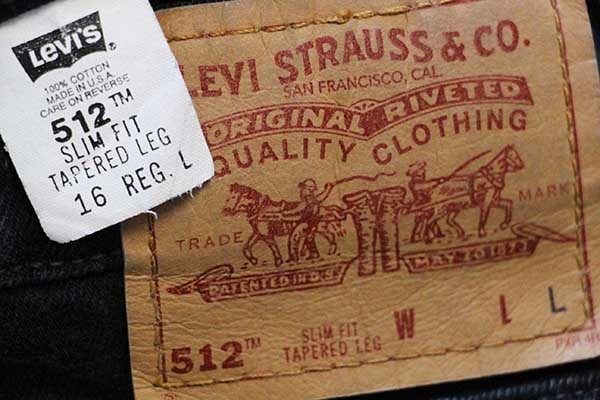 LEVI'S
100% COTTON
MADE IN U.S.A.
CARE ON REVERSE
512™
SLIM FIT
TAPERED LEG
16 REG. L
LEVI STRAUSS & CO.
SAN FRANCISCO, CAL.
ORIGINAL RIVETED
QUALITY CLOTHING
TRADE MARK
PATENTED IN U.S. MAY 20 1873
512™ SLIM FIT W L L
TAPERED LEG